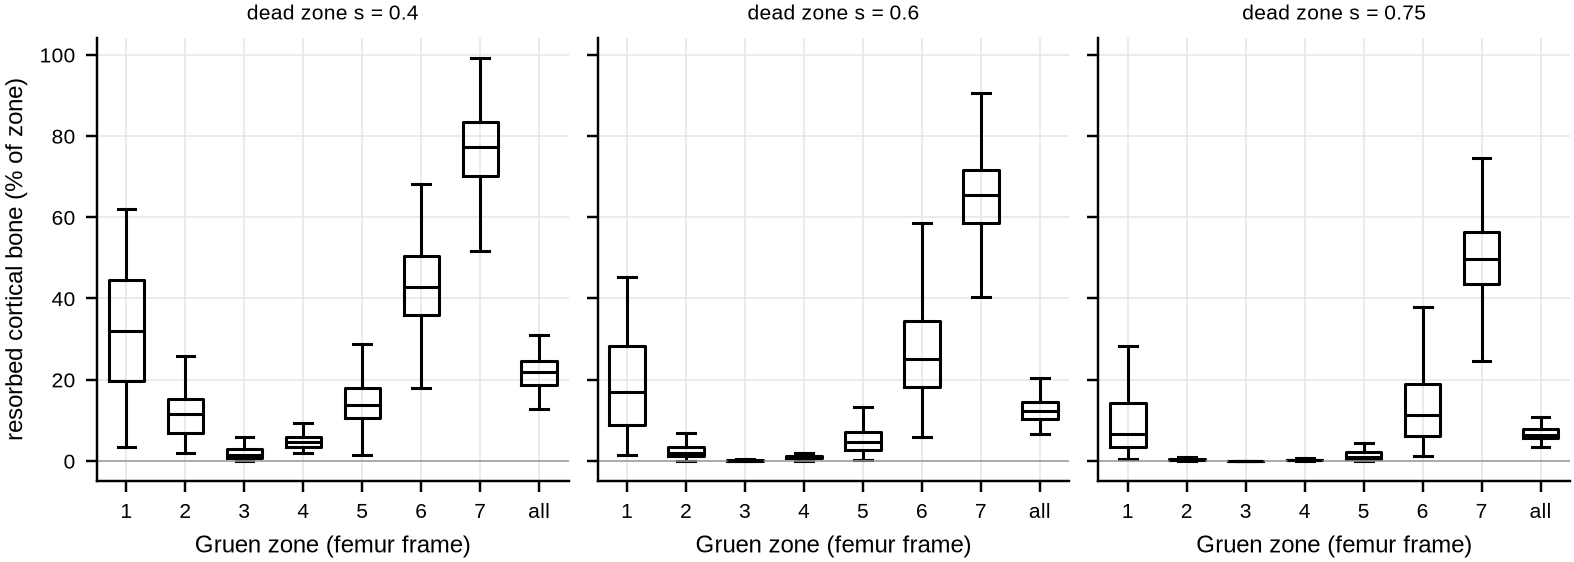 dead zone s = 0.4
dead zone s = 0.6
dead zone s = 0.75
resorbed cortical bone (% of zone)
100
80
60
40
20
0
1 2 3 4 5 6 7 all
1 2 3 4 5 6 7 all
1 2 3 4 5 6 7 all
Gruen zone (femur frame)
Gruen zone (femur frame)
Gruen zone (femur frame)